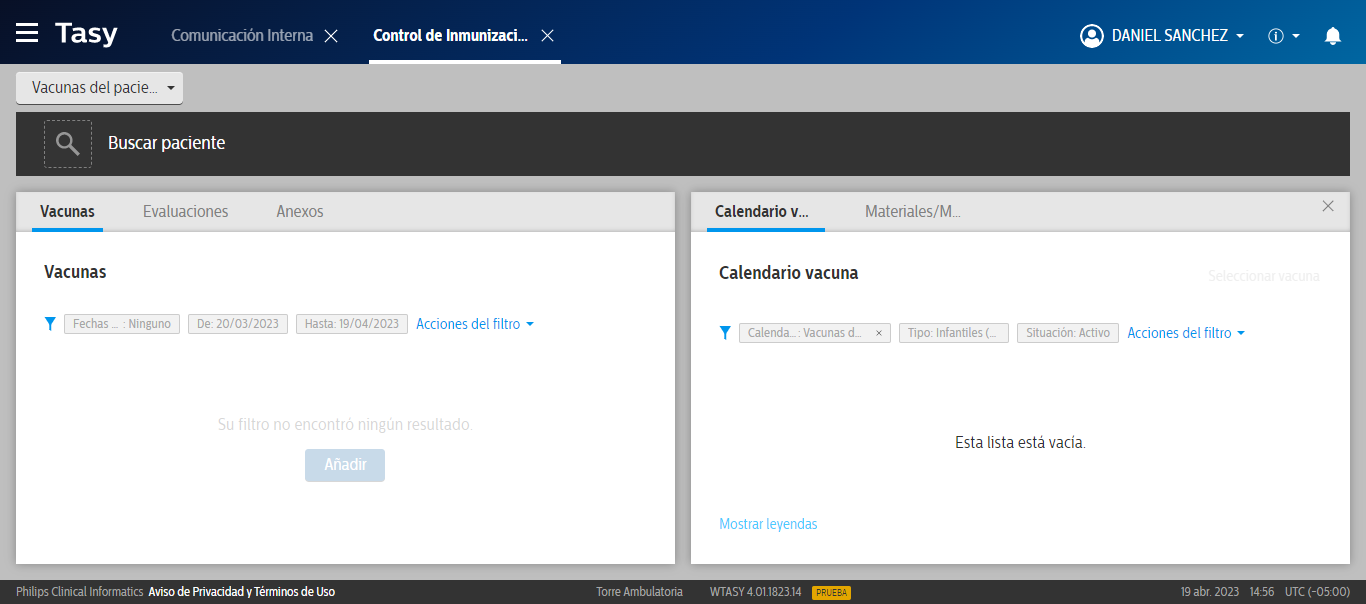 Tasy Comunicación Interna Control de Inmunizaci... DANIEL SANCHEZ
Vacunas del pacie...
Buscar paciente
Vacunas Evaluaciones Anexos
Vacunas
Fechas ... : Ninguno De: 20/03/2023 Hasta: 19/04/2023 Acciones del filtro
Su filtro no encontró ningún resultado.
Añadir
Calendario v... Materiales/M...
Calendario vacuna Seleccionar vacuna
Calenda... : Vacunas d... × Tipo: Infantiles (... Situación: Activo Acciones del filtro
Esta lista está vacía.
Mostrar leyendas
Philips Clinical Informatics Aviso de Privacidad y Términos de Uso Torre Ambulatoria WTASY 4.01.1823.14 PRUEBA 19 abr. 2023 14:56 UTC (-05:00)